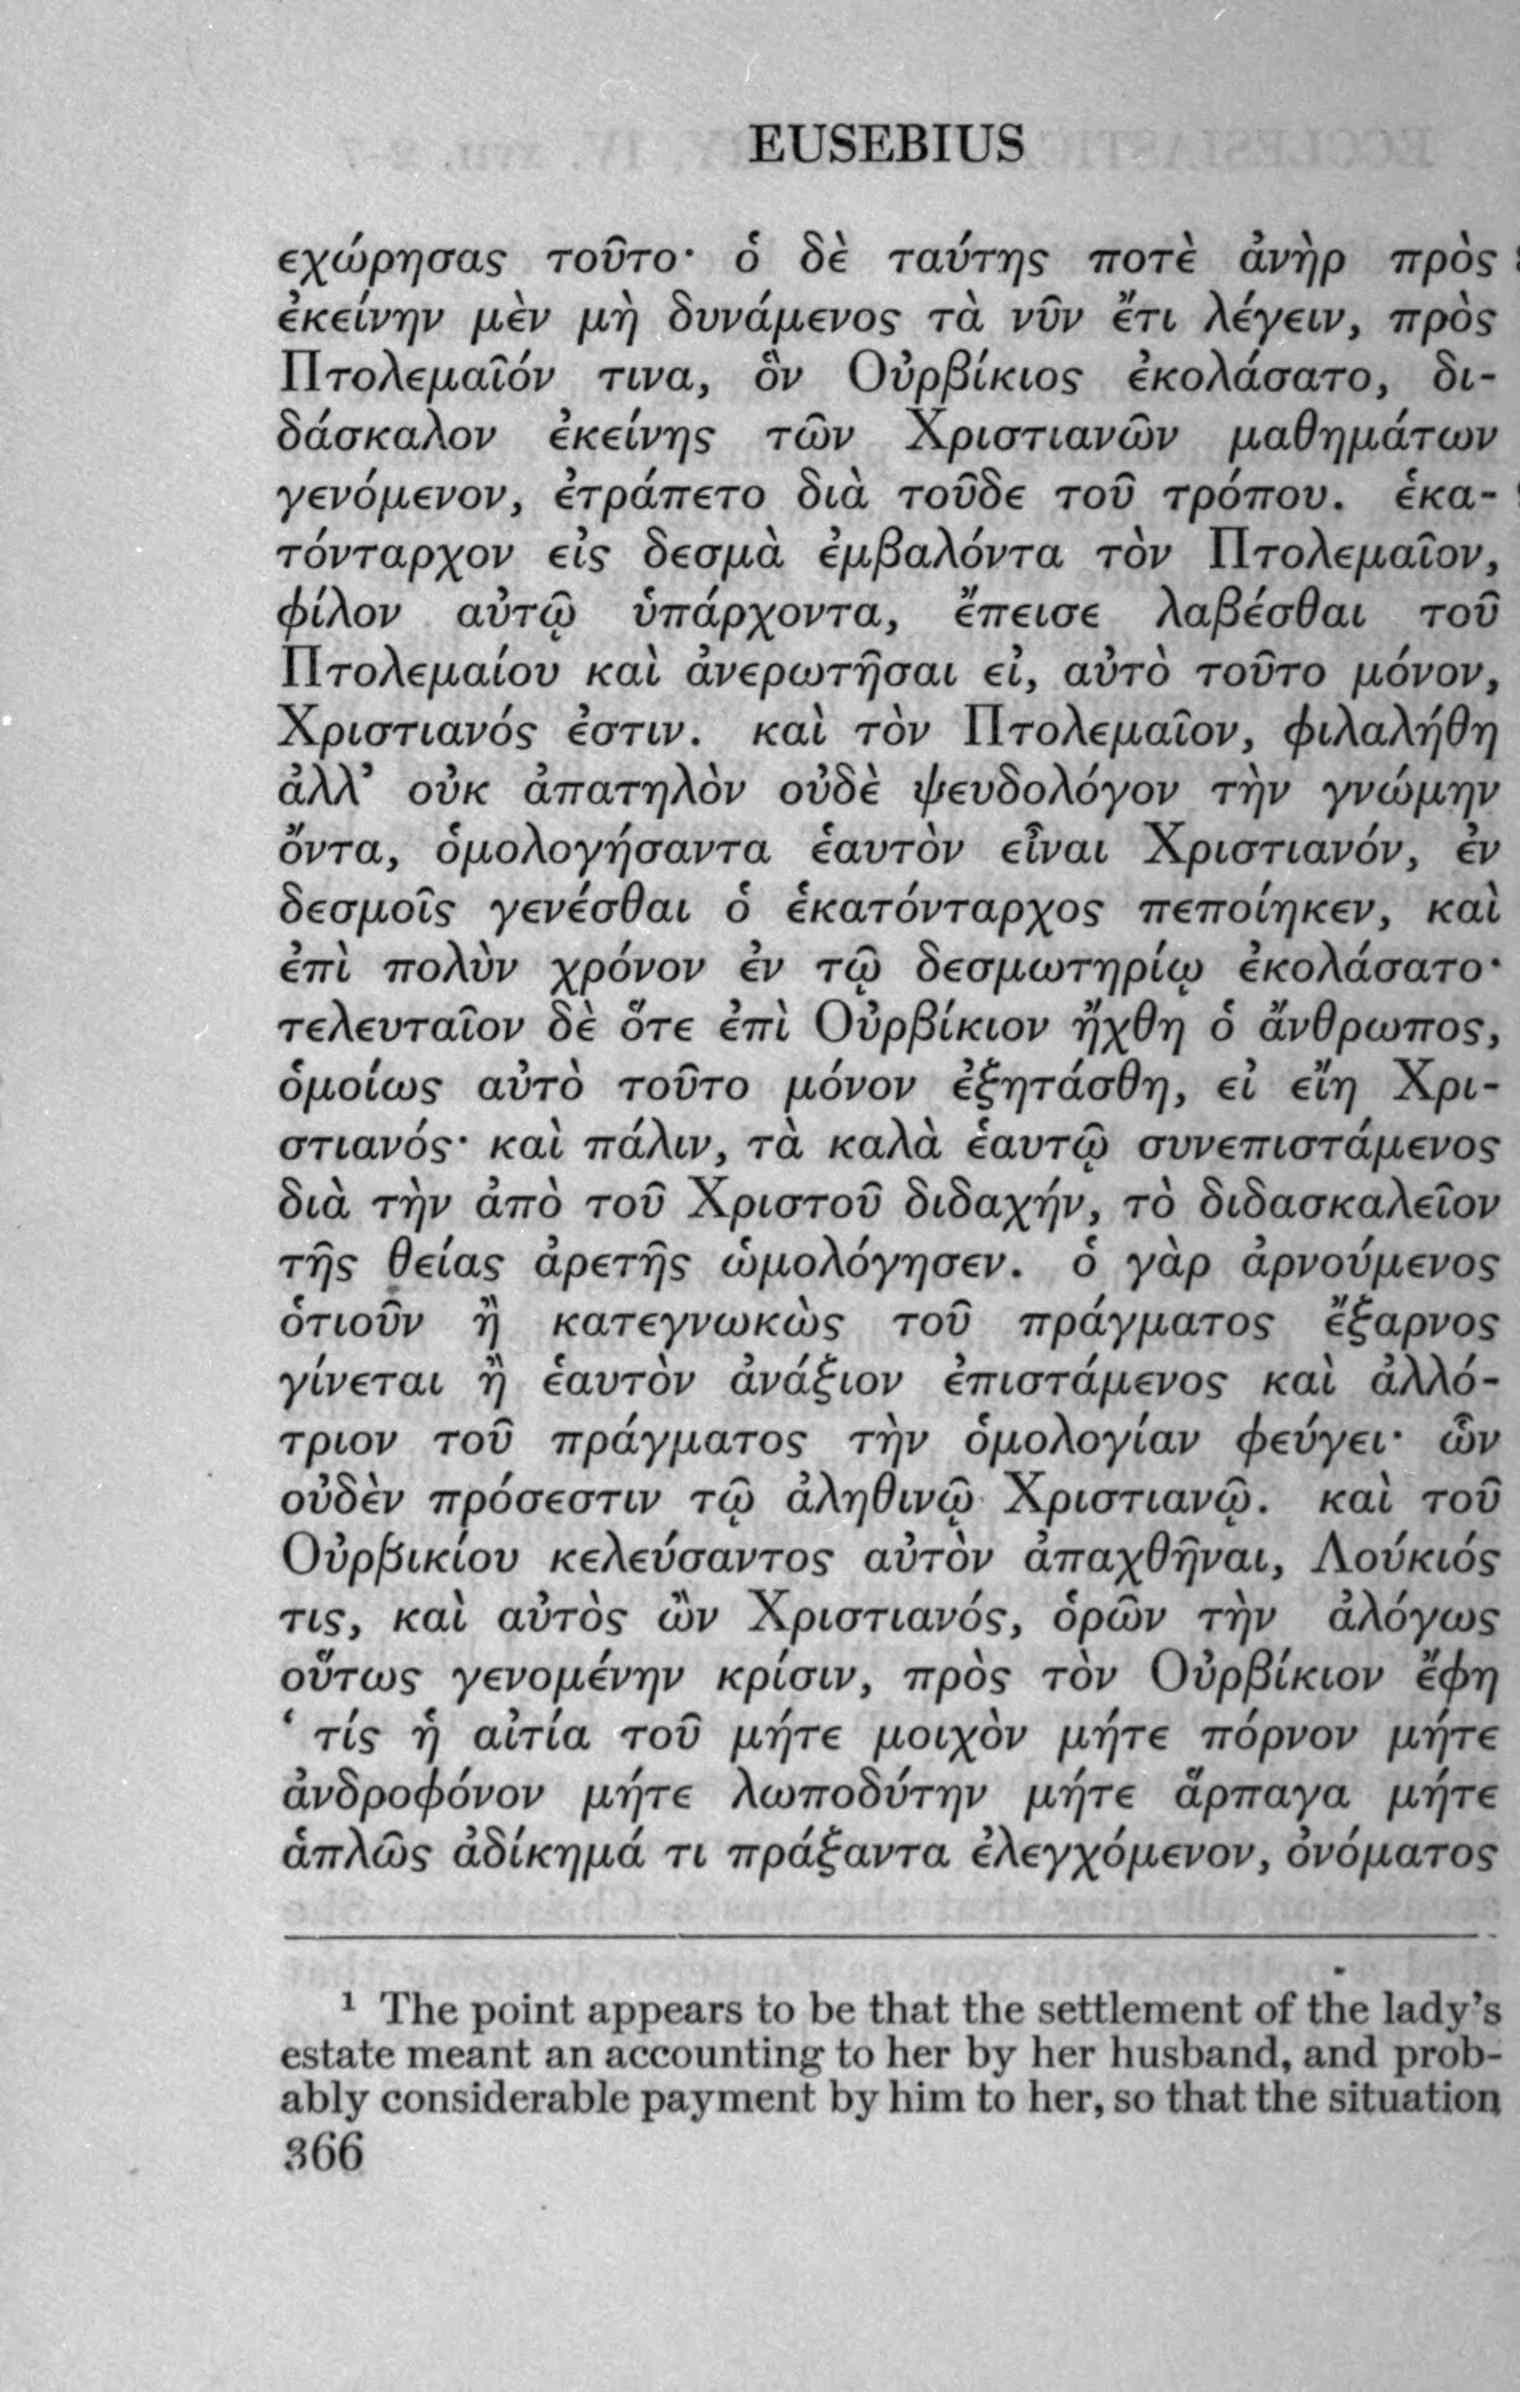 EUSEBIUS
εχώρησας τοῦτο· ὁ δὲ ταύτης ποτὲ ἀνὴρ πρὸς
ἐκείνην μὲν μὴ δυνάμενος τὰ νῦν ἔτι λέγειν, πρὸς
Πτολεμαῖόν τινα, ὃν Οὐρβίκιος ἐκολάσατο, δι-
δάσκαλον ἐκείνης τῶν Χριστιανῶν μαθημάτων
γενόμενον, ἐτράπετο διὰ τοῦδε τοῦ τρόπου. ἑκα-
τόνταρχον εἰς δεσμὰ ἐμβαλόντα τὸν Πτολεμαῖον,
φίλον αὐτῷ ὑπάρχοντα, ἔπεισε λαβέσθαι τοῦ
Πτολεμαίου καὶ ἀνερωτῆσαι εἰ, αὐτὸ τοῦτο μόνον,
Χριστιανός ἐστιν. καὶ τὸν Πτολεμαῖον, φιλαλήθη
ἀλλ’ οὐκ ἀπατηλὸν οὐδὲ ψευδολόγον τὴν γνώμην
ὄντα, ὁμολογήσαντα ἑαυτὸν εἶναι Χριστιανόν, ἐν
δεσμοῖς γενέσθαι ὁ ἑκατόνταρχος πεποίηκεν, καὶ
ἐπὶ πολὺν χρόνον ἐν τῷ δεσμωτηρίῳ ἐκολάσατο·
τελευταῖον δὲ ὅτε ἐπὶ Οὐρβίκιον ἤχθη ὁ ἄνθρωπος,
ὁμοίως αὐτὸ τοῦτο μόνον ἐξητάσθη, εἰ εἴη Χρι-
στιανός· καὶ πάλιν, τὰ καλὰ ἑαυτῷ συνεπιστάμενος
διὰ τὴν ἀπὸ τοῦ Χριστοῦ διδαχήν, τὸ διδασκαλεῖον
τῆς θείας ἀρετῆς ὡμολόγησεν. ὁ γὰρ ἀρνούμενος
ὁτιοῦν ἢ κατεγνωκὼς τοῦ πράγματος ἔξαρνος
γίνεται ἢ ἑαυτὸν ἀνάξιον ἐπιστάμενος καὶ ἀλλό-
τριον τοῦ πράγματος τὴν ὁμολογίαν φεύγει· ὧν
οὐδὲν πρόσεστιν τῷ ἀληθινῷ Χριστιανῷ. καὶ τοῦ
Οὐρβικίου κελεύσαντος αὐτὸν ἀπαχθῆναι, Λούκιός
τις, καὶ αὐτὸς ὢν Χριστιανός, ὁρῶν τὴν ἀλόγως
οὕτως γενομένην κρίσιν, πρὸς τὸν Οὐρβίκιον ἔφη
‘ τίς ἡ αἰτία τοῦ μήτε μοιχὸν μήτε πόρνον μήτε
ἀνδροφόνον μήτε λωποδύτην μήτε ἅρπαγα μήτε
ἁπλῶς ἀδίκημά τι πράξαντα ἐλεγχόμενον, ὀνόματος
¹ The point appears to be that the settlement of the lady’s
estate meant an accounting to her by her husband, and prob-
ably considerable payment by him to her, so that the situation
366